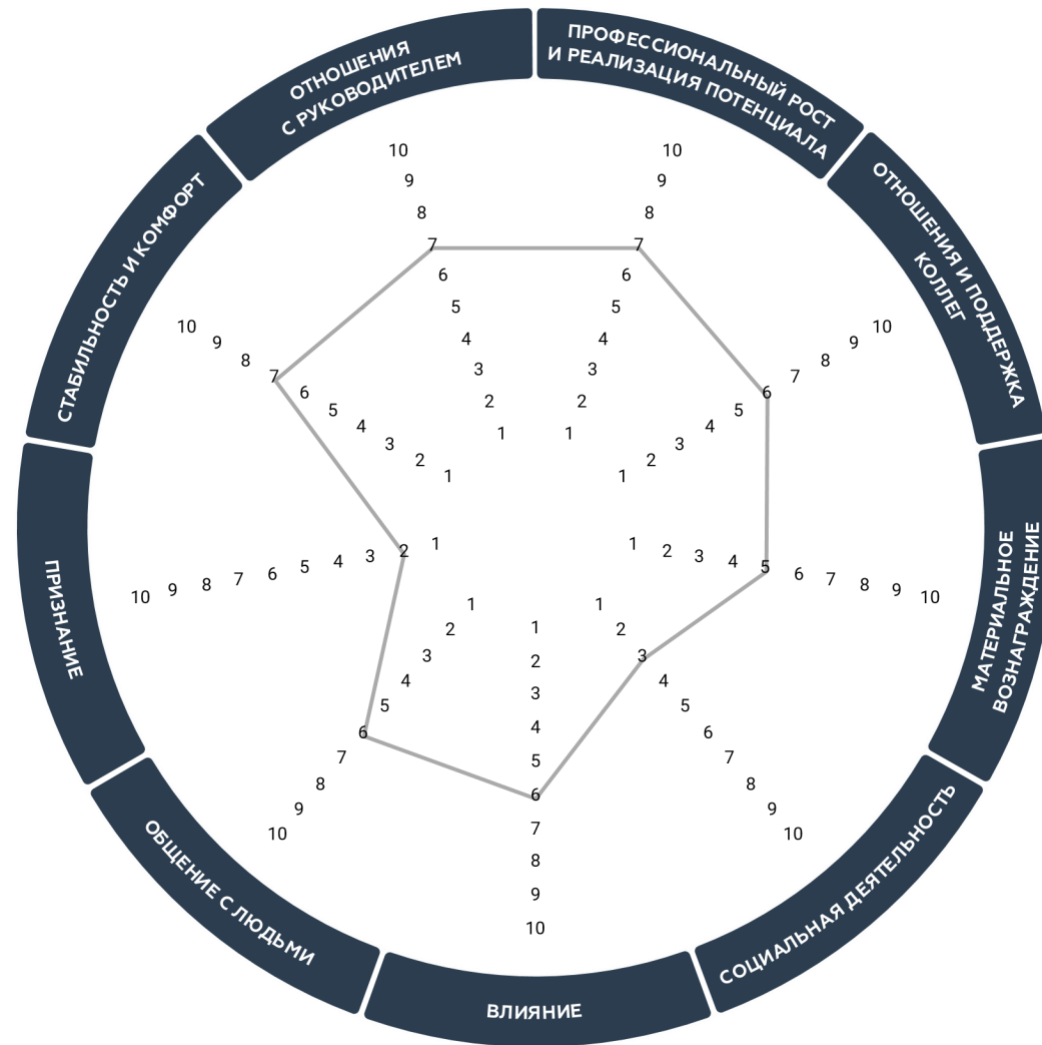 ОТНОШЕНИЯ
С РУКОВОДИТЕЛЕМ
ПРОФЕССИОНАЛЬНЫЙ РОСТ
И РЕАЛИЗАЦИЯ ПОТЕНЦИАЛА
ОТНОШЕНИЯ И ПОДДЕРЖКА
КОЛЛЕГ
МАТЕРИАЛЬНОЕ
ВОЗНАГРАЖДЕНИЕ
СОЦИАЛЬНАЯ ДЕЯТЕЛЬНОСТЬ
ВЛИЯНИЕ
ОБЩЕНИЕ С ЛЮДЬМИ
ПРИЗНАНИЕ
СТАБИЛЬНОСТЬ И КОМФОРТ
10 9 8 7 6 5 4 3 2 1
10 9 8 7 6 5 4 3 2 1
1 2 3 4 5 6 7 8 9 10
1 2 3 4 5 6 7 8 9 10
1 2 3 4 5 6 7 8 9 10
1 2 3 4 5 6 7 8 9 10
1 2 3 4 5 6 7 8 9 10
10 9 8 7 6 5 4 3 2 1
10 9 8 7 6 5 4 3 2 1